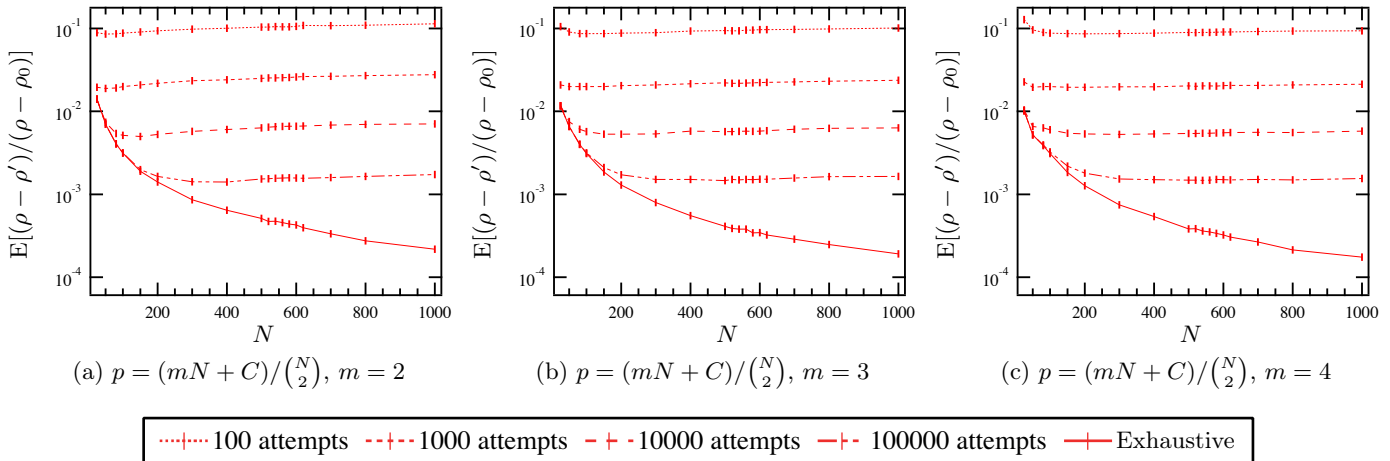 10⁻¹
10⁻²
10⁻³
10⁻⁴
E[(ρ − ρ′)/(ρ − ρ₀)]
200 400 600 800 1000
N
(a) p = (mN + C)/(N 2), m = 2
10⁻¹
10⁻²
10⁻³
10⁻⁴
E[(ρ − ρ′)/(ρ − ρ₀)]
200 400 600 800 1000
N
(b) p = (mN + C)/(N 2), m = 3
10⁻¹
10⁻²
10⁻³
10⁻⁴
E[(ρ − ρ′)/(ρ − ρ₀)]
200 400 600 800 1000
N
(c) p = (mN + C)/(N 2), m = 4
100 attempts 1000 attempts 10000 attempts 100000 attempts Exhaustive